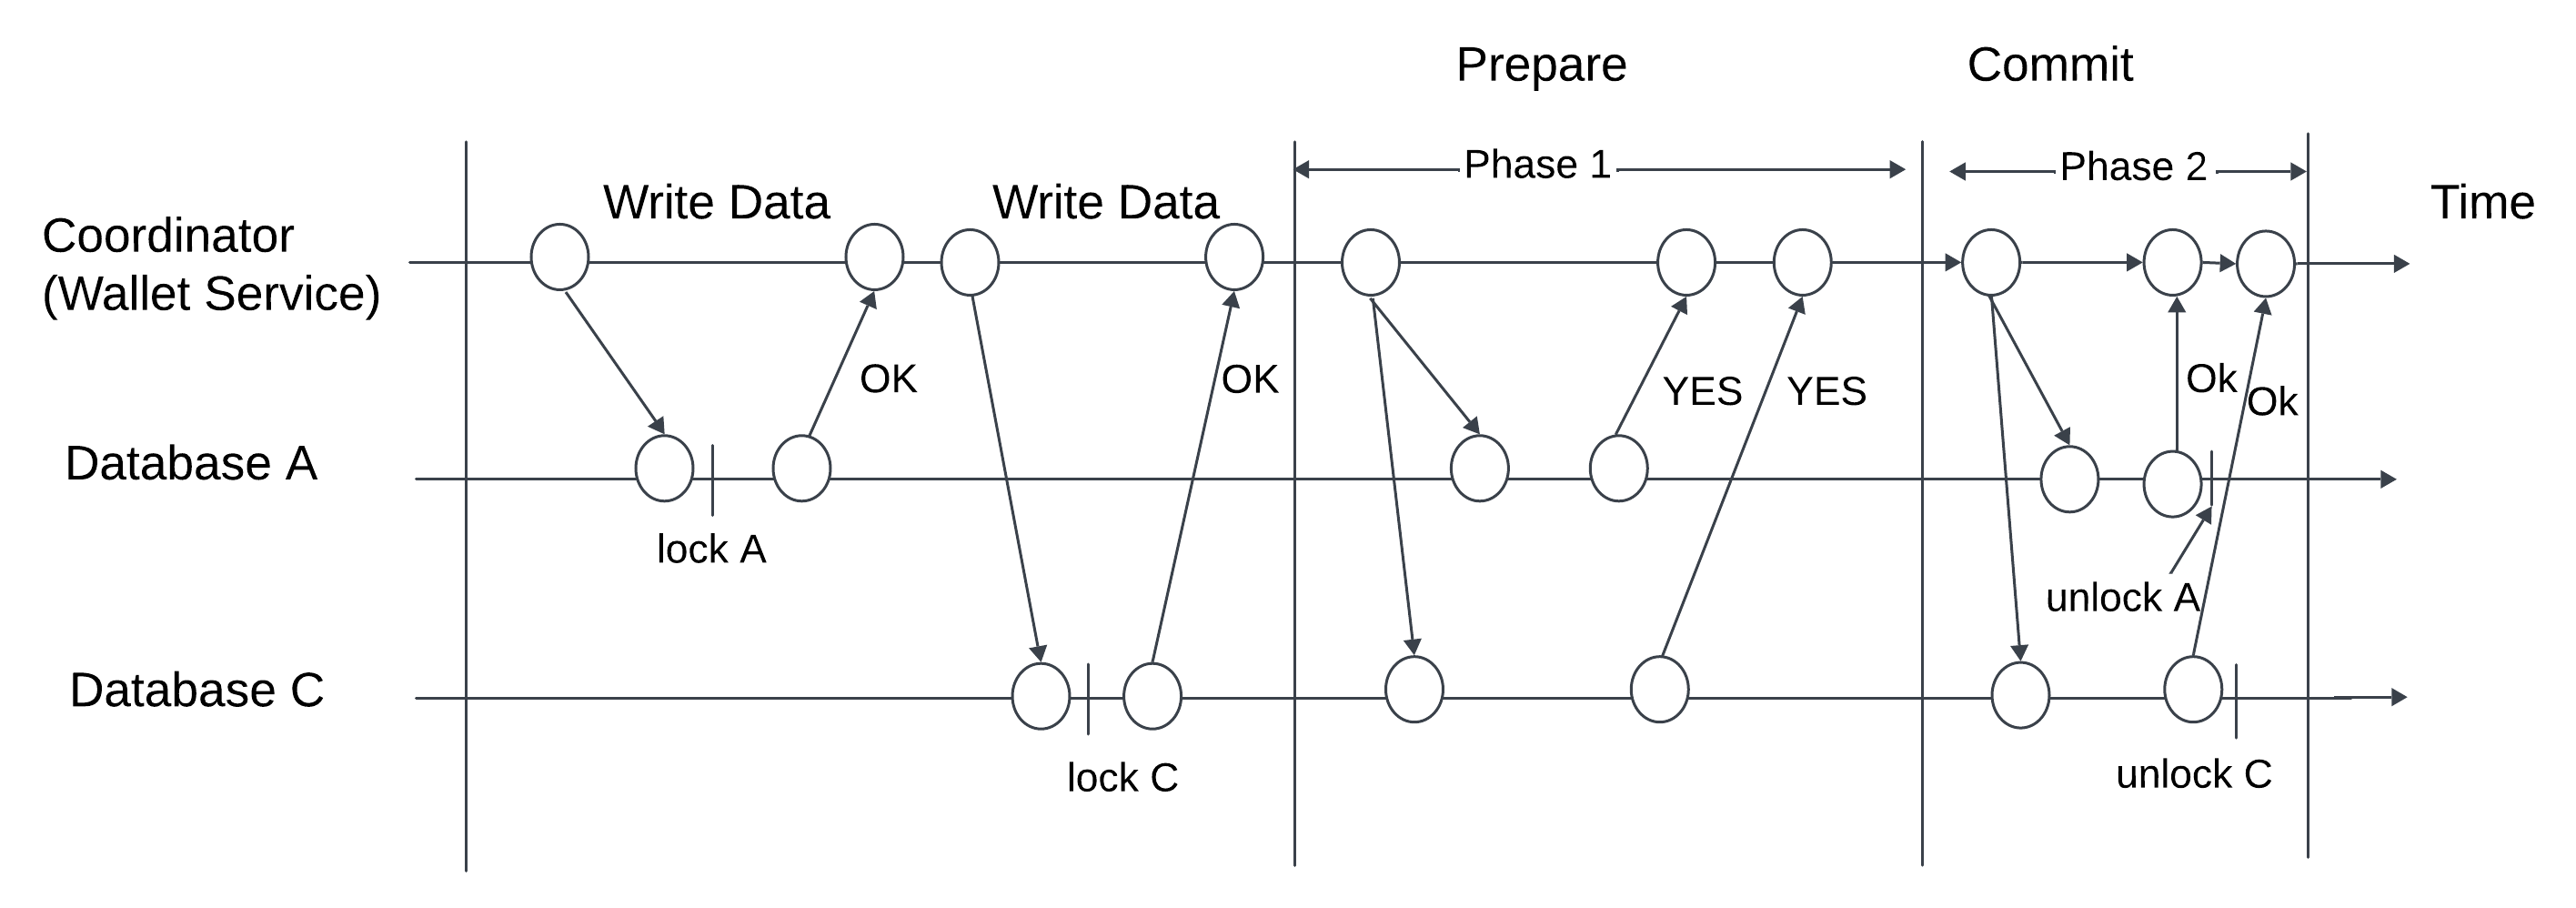 Prepare
Commit
Phase 1
Phase 2
Write Data
Write Data
Time
Coordinator
(Wallet Service)
OK
OK
YES
YES
Ok
Ok
Database A
lock A
unlock A
Database C
lock C
unlock C